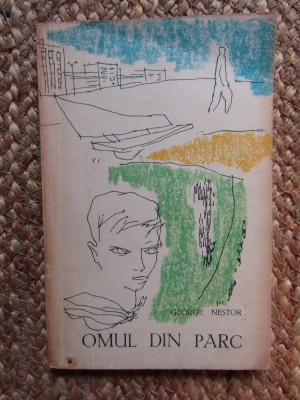 GEORGE NESTOR
OMUL DIN PARC